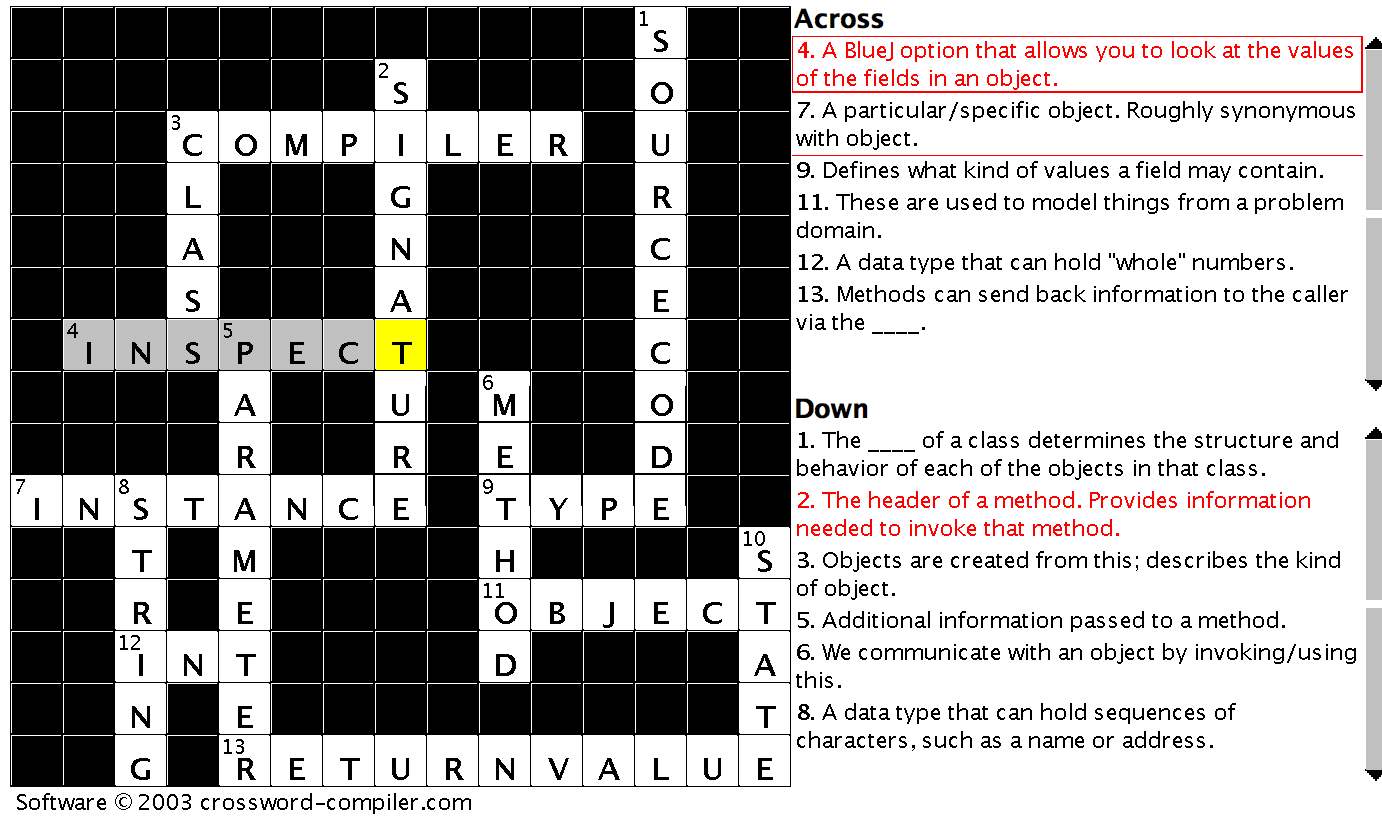 1
S
2
S O
3
C O M P I L E R U
L G R
A N C
S A E
4 5
I N S P E C T C
6
A U M O
R R E D
7 8 9
I N S T A N C E T Y P E
10
T M H S
11
R E O B J E C T
12
I N T D A
N E T
13
G R E T U R N V A L U E
Software © 2003 crossword-compiler.com
Across
4. A BlueJ option that allows you to look at the values
of the fields in an object.
7. A particular/specific object. Roughly synonymous
with object.
9. Defines what kind of values a field may contain.
11. These are used to model things from a problem
domain.
12. A data type that can hold "whole" numbers.
13. Methods can send back information to the caller
via the ____.
Down
1. The ____ of a class determines the structure and
behavior of each of the objects in that class.
2. The header of a method. Provides information
needed to invoke that method.
3. Objects are created from this; describes the kind
of object.
5. Additional information passed to a method.
6. We communicate with an object by invoking/using
this.
8. A data type that can hold sequences of
characters, such as a name or address.